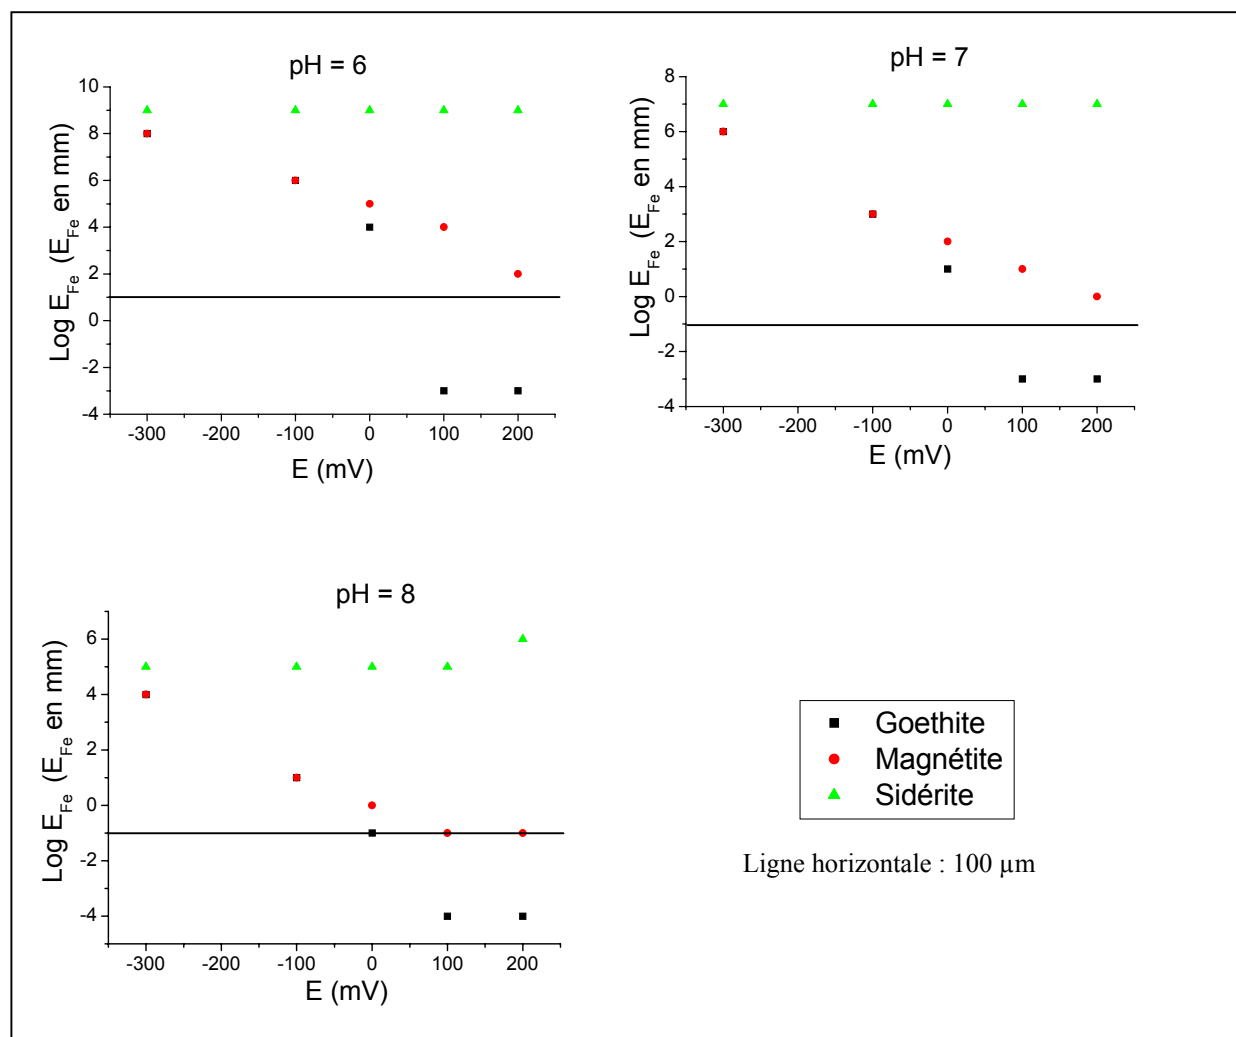 pH = 6
10
8
6
4
2
0
-2
-4
Log E_Fe (E_Fe en mm)
-300 -200 -100 0 100 200
E (mV)
pH = 7
8
6
4
2
0
-2
-4
Log E_Fe (E_Fe en mm)
-300 -200 -100 0 100 200
E (mV)
pH = 8
6
4
2
0
-2
-4
Log E_Fe (E_Fe en mm)
-300 -200 -100 0 100 200
E (mV)
Goethite
Magnétite
Sidérite
Ligne horizontale : 100 µm